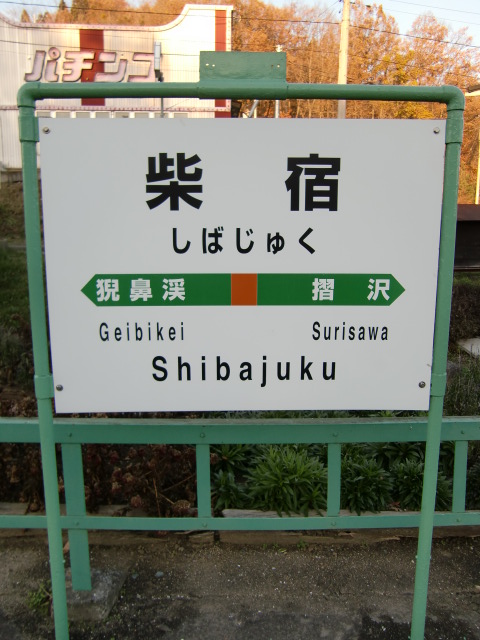 パチンコ
柴 宿
しばじゅく
猊鼻渓 摺沢
Geibikei Surisawa
Shibajuku